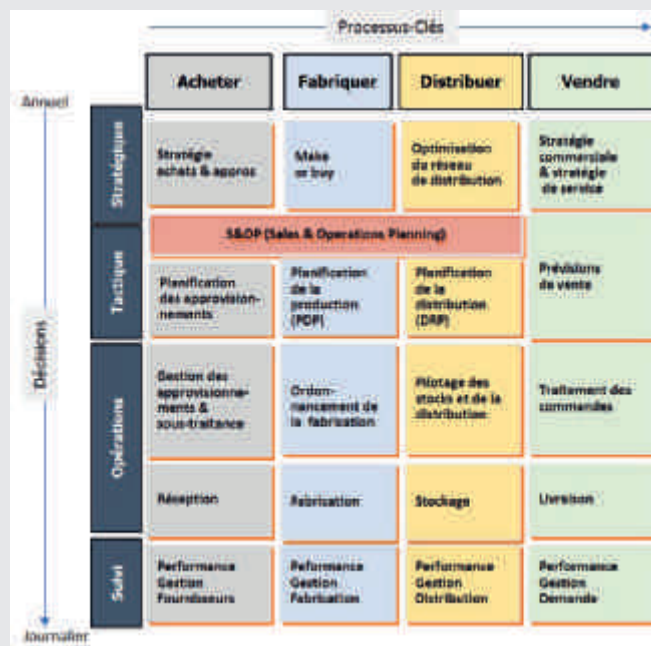 Processus-Clés
Acheter
Fabriquer
Distribuer
Vendre
Annuel
Décisions
Journalier
Stratégique
Stratégie
achats & appros
Make
or buy
Optimisation
du réseau
de distribution
Stratégie
commerciale
& stratégie
de service
S&OP (Sales & Operations Planning)
Tactique
Planification
des approvision-
nements
Planification
de la
production
(PDP)
Planification
de la
distribution
(DRP)
Prévisions
de vente
Opérations
Gestion des
approvisionne-
ments &
sous-traitance
Ordon-
nancement de
la fabrication
Pilotage des
stocks et de la
distribution
Traitement des
commandes
Réception
Fabrication
Stockage
Livraison
Suivi
Performance
Gestion
Fournisseurs
Peformance
Gestion
Fabrication
Performance
Gestion
Distribution
Performance
Gestion
Demande